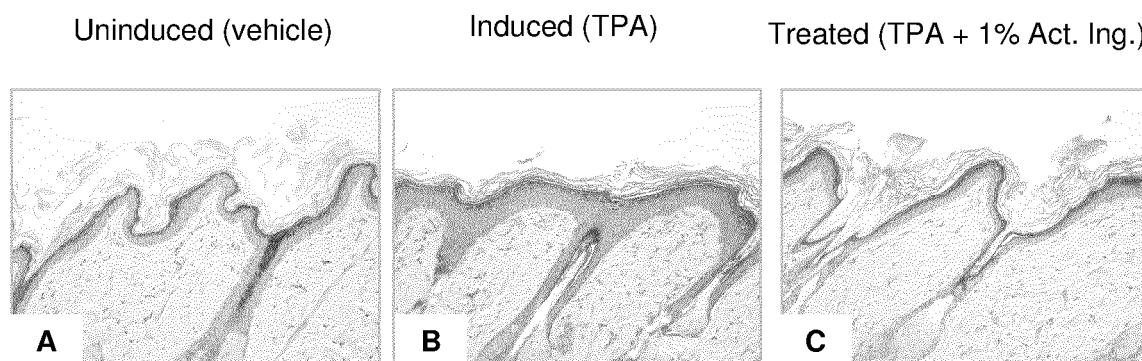 Uninduced (vehicle)
Induced (TPA)
Treated (TPA + 1% Act. Ing.)
A
B
C